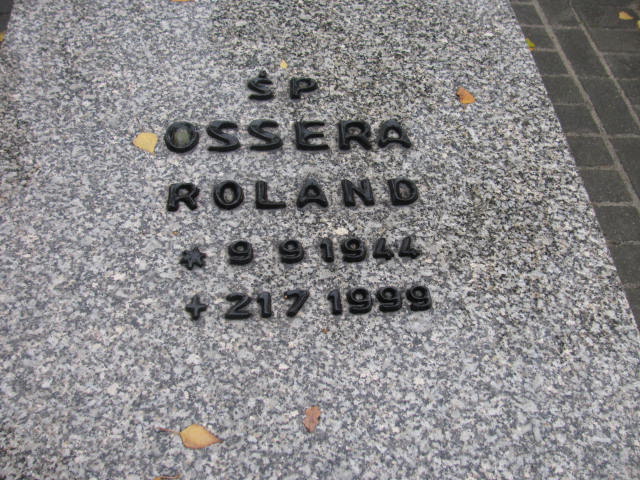 ŚP
OSSERA
ROLAND
* 9 9 1944
+ 21 7 1999